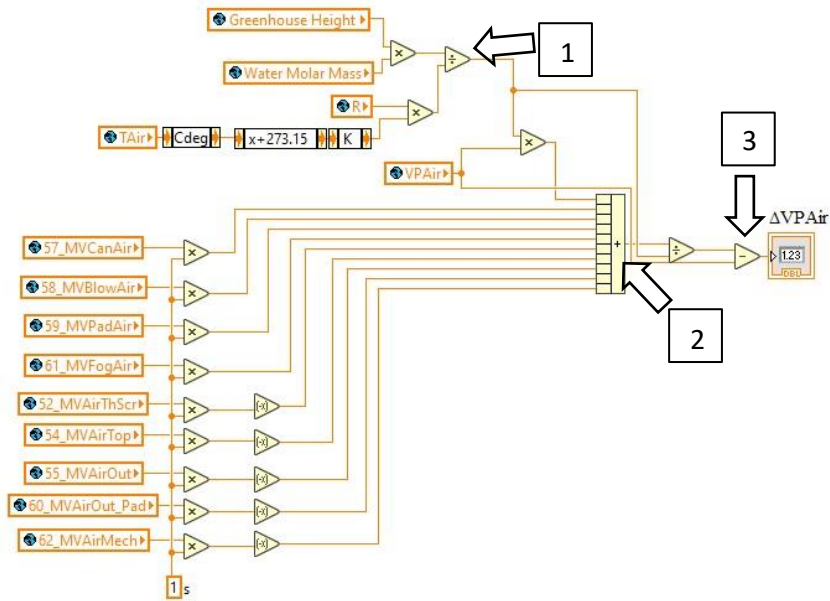 Greenhouse Height
1
×
÷
Water Molar Mass
R
×
3
TAir
Cdeg
x+273.15
K
×
VPAir
ΔVPAir
57_MVCanAir
×
+
÷
-
1.23
DBL
58_MVBlowAir
×
59_MVPadAir
×
2
61_MVFogAir
×
52_MVAirThScr
×
(-x)
54_MVAirTop
×
(-x)
55_MVAirOut
×
(-x)
60_MVAirOut_Pad
×
(-x)
62_MVAirMech
×
(-x)
1 s